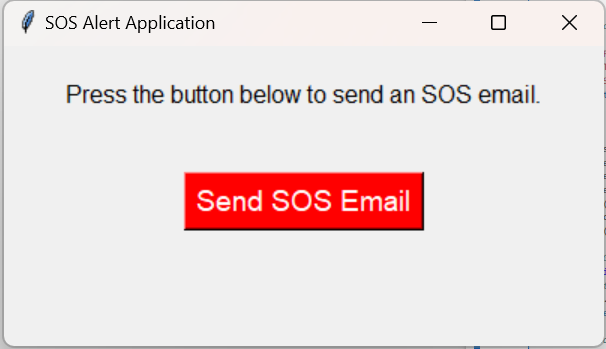 SOS Alert Application
Press the button below to send an SOS email.
Send SOS Email